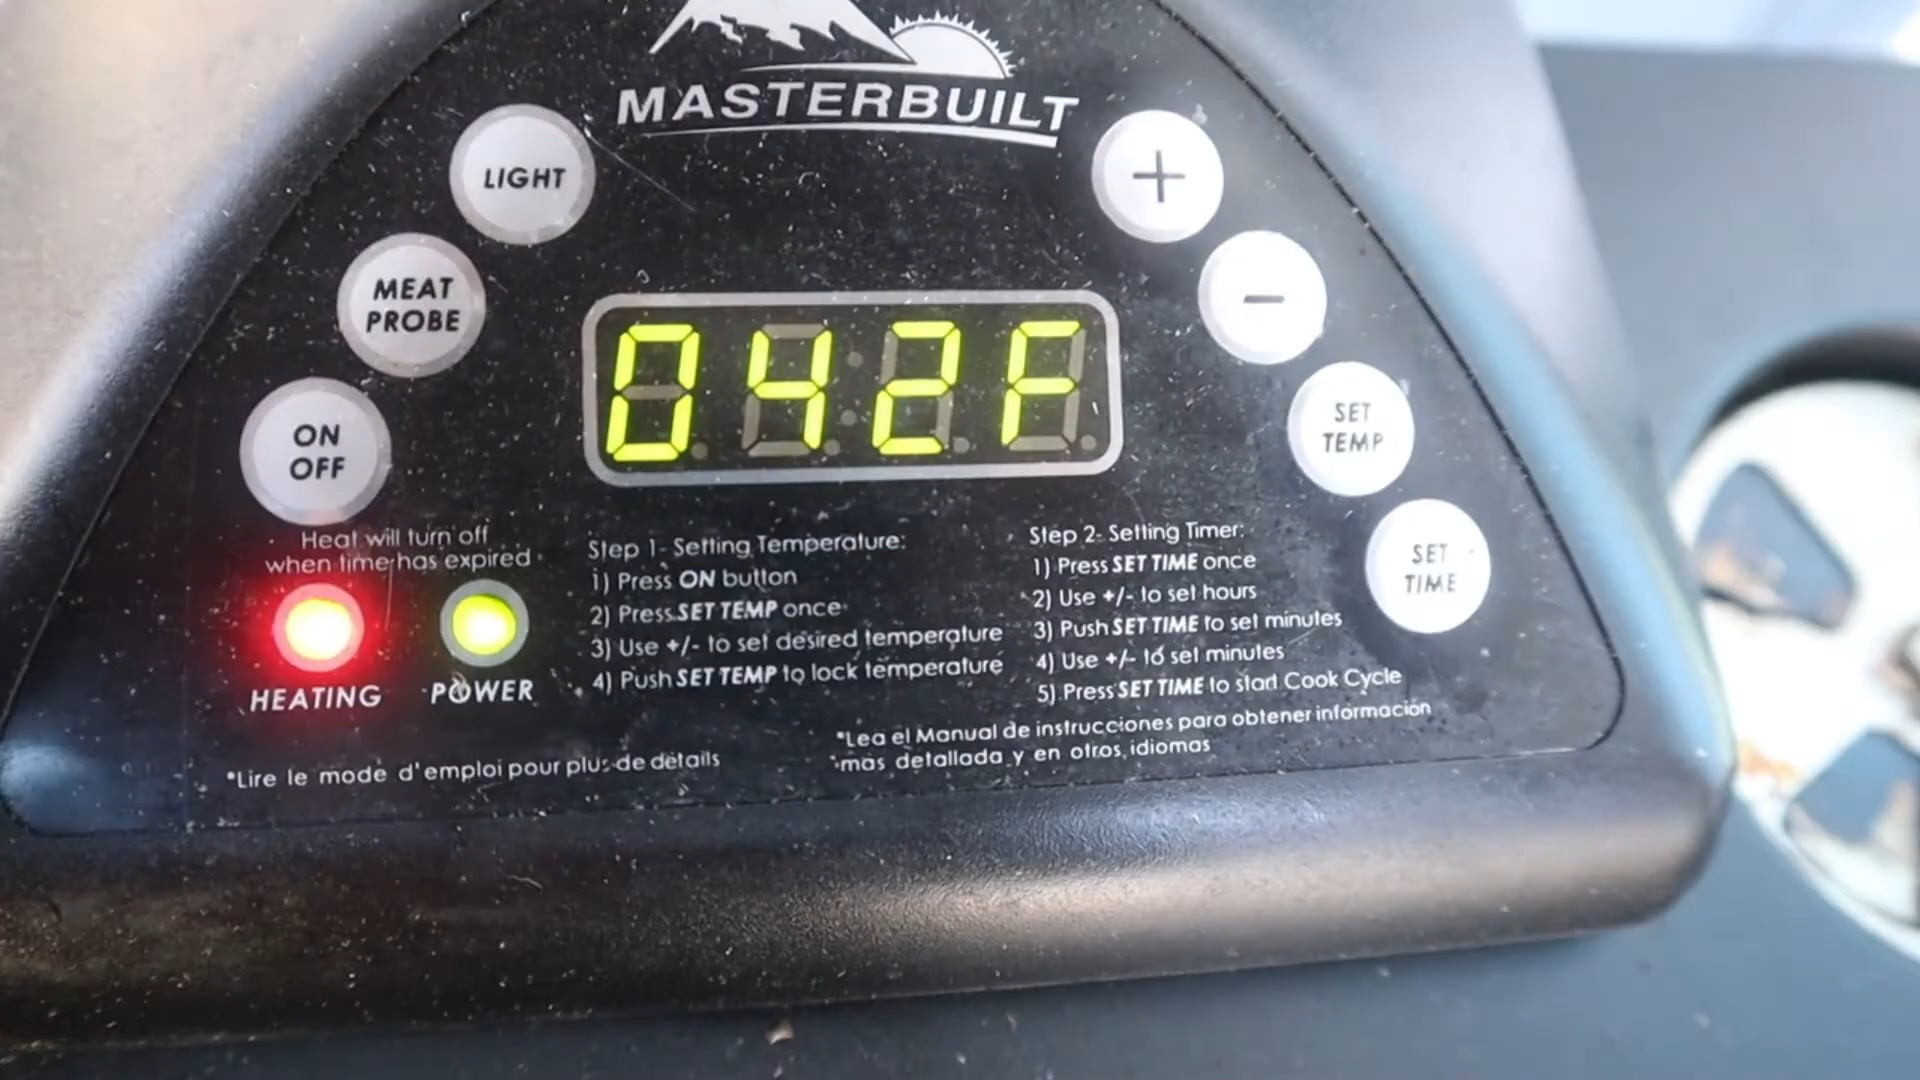 MASTERBUILT
LIGHT
+
MEAT
PROBE
-
ON
OFF
042F
SET
TEMP
SET
TIME
Heat will turn off
when time has expired
HEATING
POWER
Step 1- Setting Temperature:
1) Press ON button
2) Press SET TEMP once
3) Use +/- to set desired temperature
4) Push SET TEMP to lock temperature
Step 2- Setting Timer:
1) Press SET TIME once
2) Use +/- to set hours
3) Push SET TIME to set minutes
4) Use +/- to set minutes
5) Press SET TIME to start Cook Cycle
*Lire le mode d'emploi pour plus de détails
*Lea el Manual de instrucciones para obtener información
más detallada y en otros idiomas